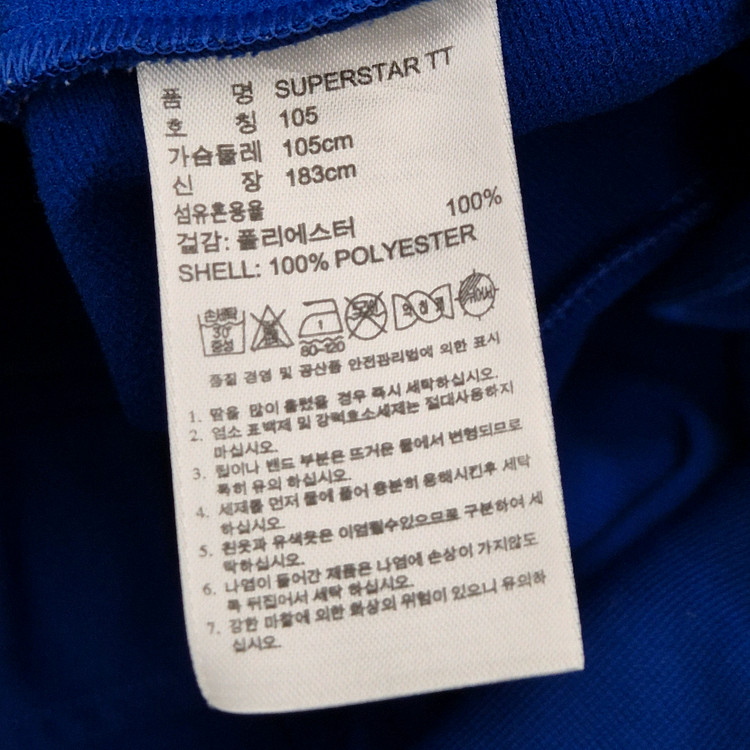 품 명 SUPERSTAR TT
호 칭 105
가슴둘레 105cm
신 장 183cm
섬유혼용율
겉감: 폴리에스터 100%
SHELL: 100% POLYESTER
손세탁 30° 중성
80~120
드라이
품질 경영 및 공산품 안전관리법에 의한 표시
1. 땀을 많이 흘렸을 경우 즉시 세탁하십시오.
2. 염소 표백제 및 강력효소세제는 절대사용하지
마십시오.
3. 립이나 밴드 부분은 뜨거운 물에서 변형되므로
특히 유의 하십시오.
4. 세제를 먼저 물에 풀어 충분히 용해시킨후 세탁
하십시오.
5. 흰옷과 유색옷은 이염될수있으므로 구분하여 세
탁하십시오.
6. 나염이 들어간 제품은 나염에 손상이 가지않도
록 뒤집어서 세탁 하십시오.
7. 강한 마찰에 의한 화상의 위험이 있으니 유의하
십시오.